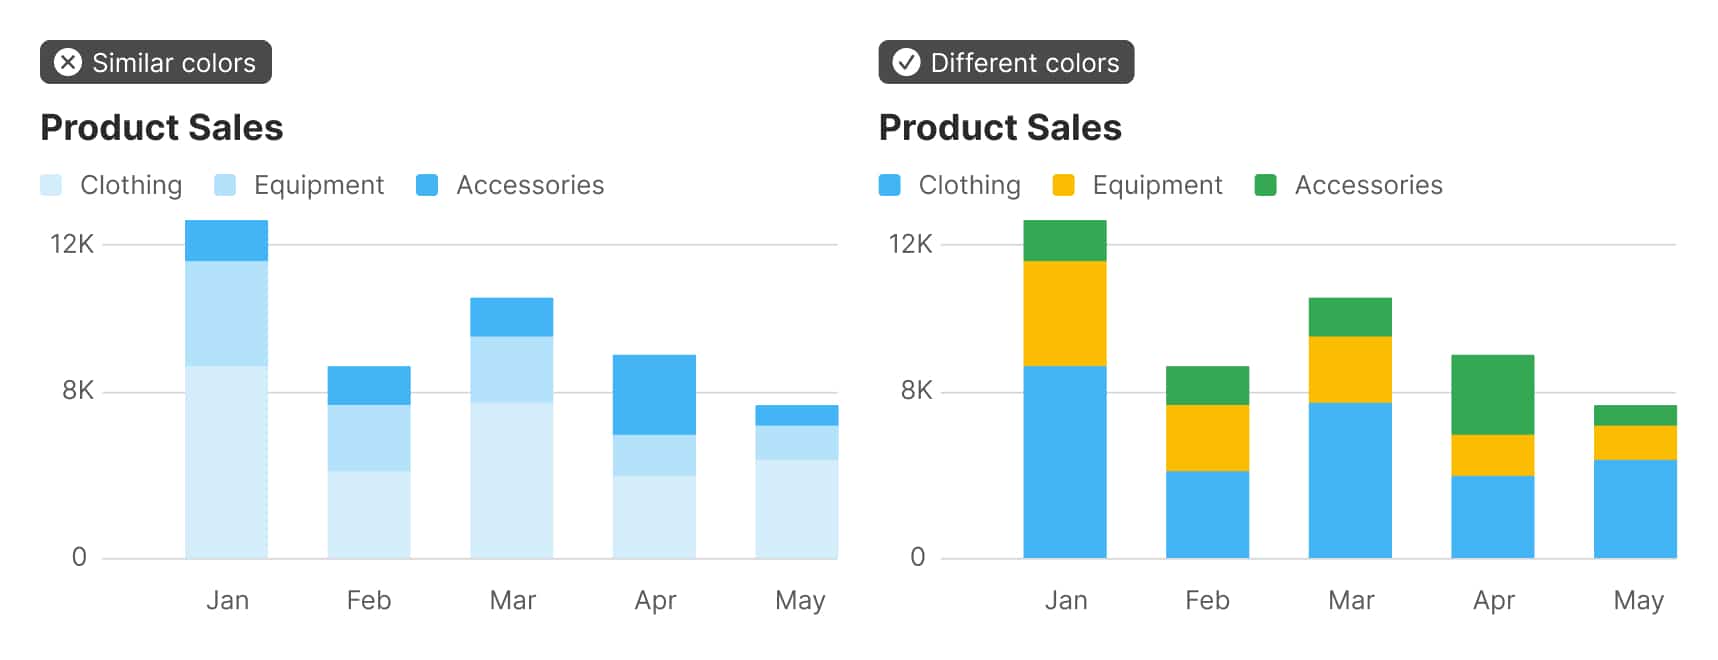 Similar colors
Product Sales
Clothing Equipment Accessories
12K
8K
0
Jan Feb Mar Apr May
Different colors
Product Sales
Clothing Equipment Accessories
12K
8K
0
Jan Feb Mar Apr May